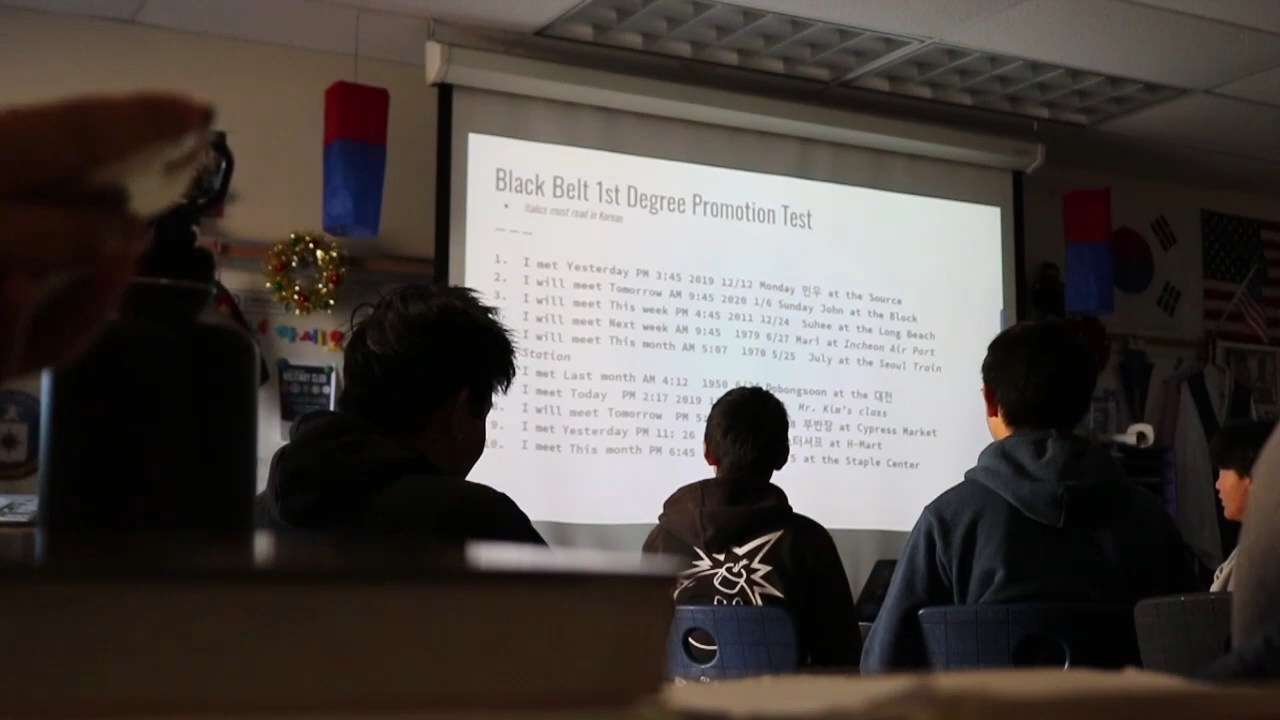 Black Belt 1st Degree Promotion Test
Italics must read in Korean
1. I met Yesterday PM 3:45 2019 12/12 Monday 민우 at the Source
2. I will meet Tomorrow AM 9:45 2020 1/6 Sunday John at the Block
3. I will meet This week PM 4:45 2011 12/24 Suhee at the Long Beach
I will meet Next week AM 9:45 1979 6/27 Mari at Incheon Air Port
I will meet This month AM 5:07 1970 5/25 July at the Seoul Train
Station
I met Last month AM 4:12 1950 Dobongsoon at the 대전
I meet Today PM 2:17 2019 Mr. Kim's class
I will meet Tomorrow PM 부반장 at Cypress Market
9. I met Yesterday PM 11: 26 at H-Mart
I meet This month PM 6:45 at the Staple Center
MILITARY CLUB